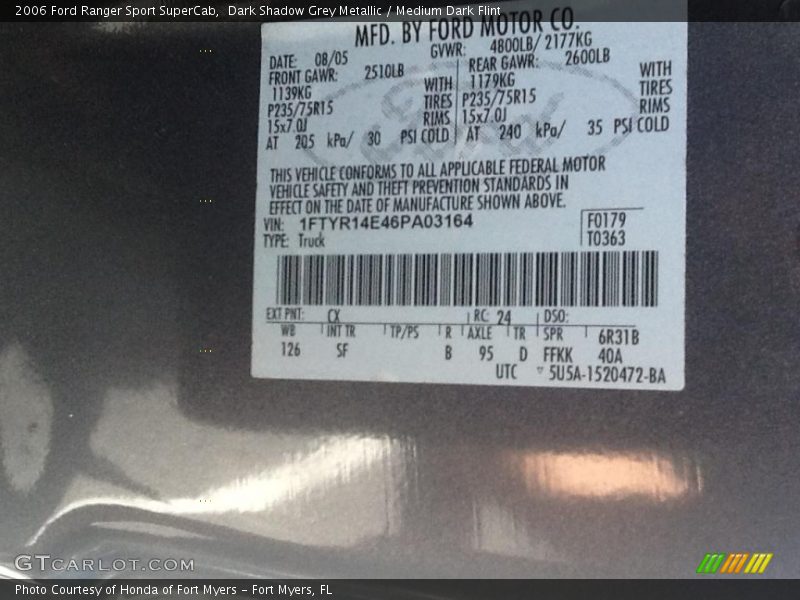 2006 Ford Ranger Sport SuperCab,  Dark Shadow Grey Metallic / Medium Dark Flint
MFD. BY FORD MOTOR CO.
DATE: 08/05 GVWR: 4800LB/ 2177KG
FRONT GAWR: 2510LB REAR GAWR: 2600LB
1139KG WITH 1179KG WITH
P235/75R15 TIRES P235/75R15 TIRES
15x7.0J RIMS 15x7.0J RIMS
AT 205 kPa/ 30 PSI COLD AT 240 kPa/ 35 PSI COLD
THIS VEHICLE CONFORMS TO ALL APPLICABLE FEDERAL MOTOR
VEHICLE SAFETY AND THEFT PREVENTION STANDARDS IN
EFFECT ON THE DATE OF MANUFACTURE SHOWN ABOVE.
VIN: 1FTYR14E46PA03164 F0179
TYPE: Truck T0363
EXT PNT: CX RC: 24 DSO:
WB INT TR TP/PS R AXLE TR SPR 6R31B
126 SF B 95 D FFKK 40A
UTC ▽ 5U5A-1520472-BA
GTCARLOT.COM
Photo Courtesy of Honda of Fort Myers – Fort Myers, FL